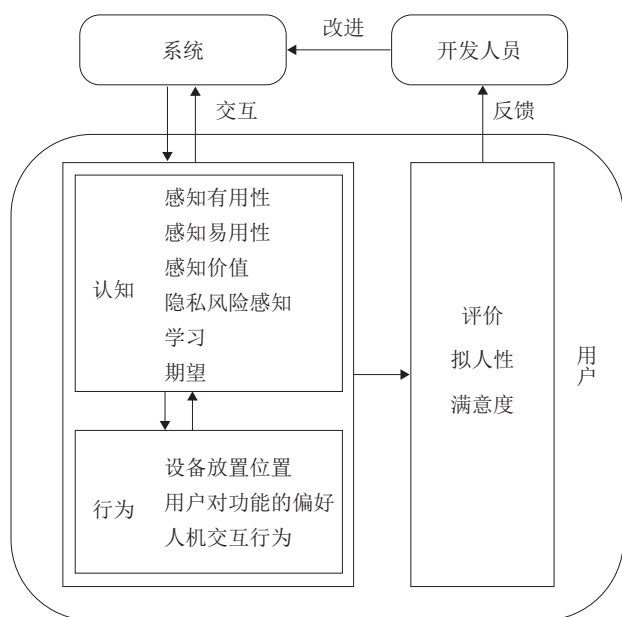 系统
改进
开发人员
交互
反馈
认知
感知有用性
感知易用性
感知价值
隐私风险感知
学习
期望
行为
设备放置位置
用户对功能的偏好
人机交互行为
评价
拟人性
满意度
用户